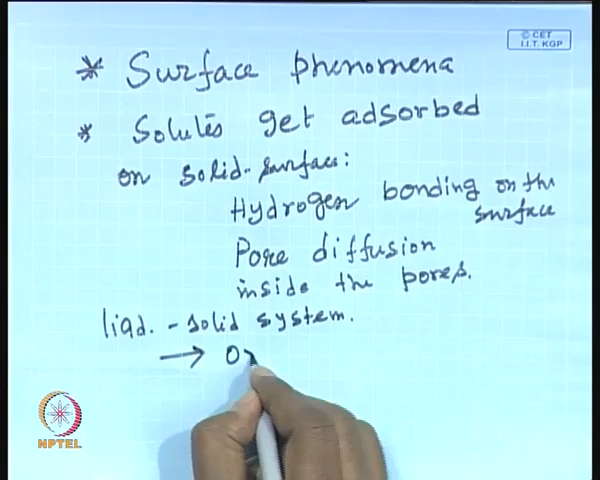 © CET
I.I.T. KGP
* Surface phenomena
* Solutes get adsorbed
on solid-surface:
Hydrogen bonding on the
surface
Pore diffusion
inside the pores.
liqd. - solid system.
→
NPTEL